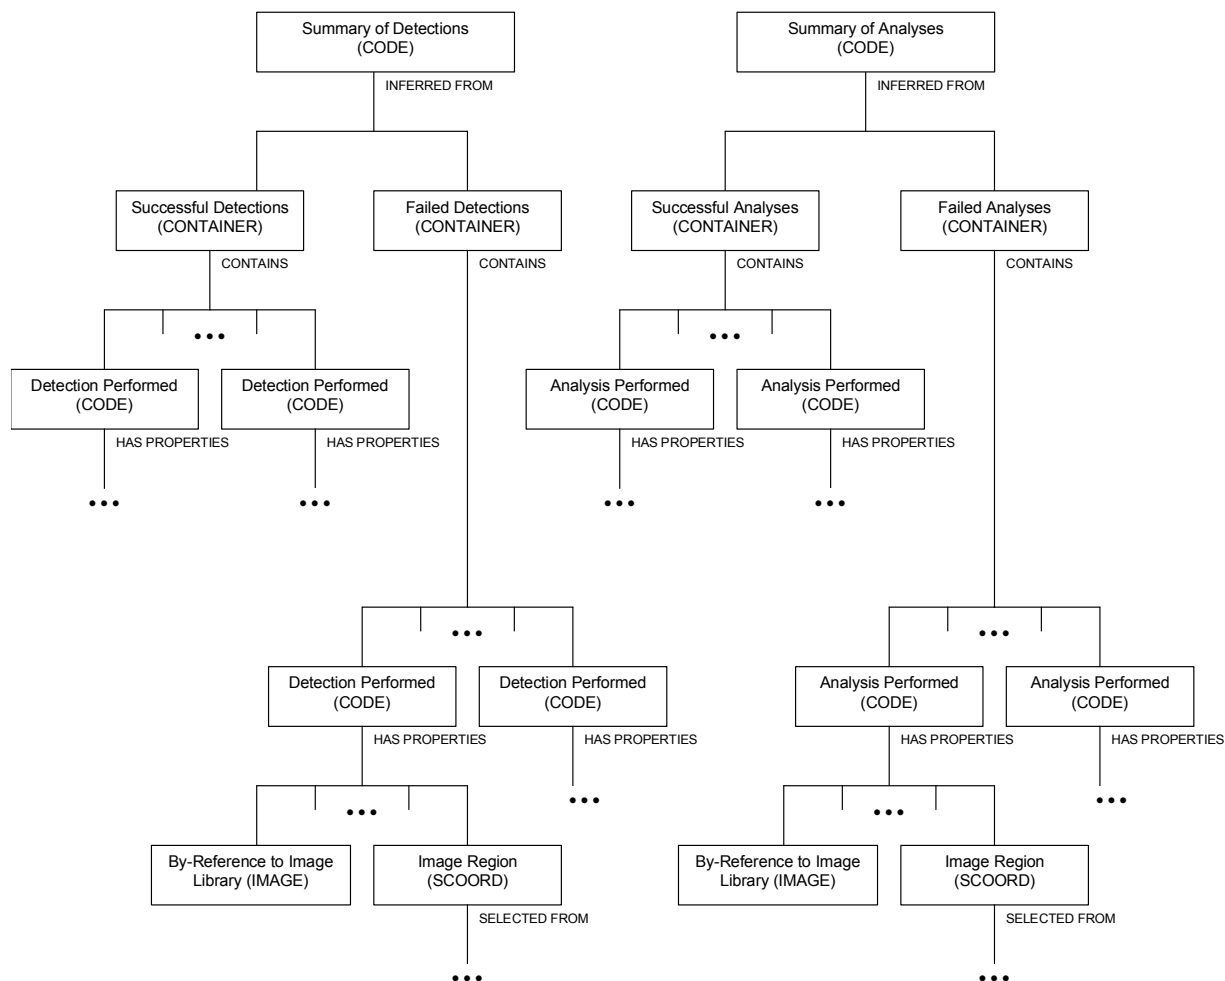 Summary of Detections
(CODE)
Summary of Analyses
(CODE)
INFERRED FROM
INFERRED FROM
Successful Detections
(CONTAINER)
Failed Detections
(CONTAINER)
Successful Analyses
(CONTAINER)
Failed Analyses
(CONTAINER)
CONTAINS
CONTAINS
CONTAINS
CONTAINS
•••
•••
Detection Performed
(CODE)
Detection Performed
(CODE)
Analysis Performed
(CODE)
Analysis Performed
(CODE)
HAS PROPERTIES
HAS PROPERTIES
HAS PROPERTIES
HAS PROPERTIES
•••
•••
•••
•••
•••
•••
Detection Performed
(CODE)
Detection Performed
(CODE)
Analysis Performed
(CODE)
Analysis Performed
(CODE)
HAS PROPERTIES
HAS PROPERTIES
HAS PROPERTIES
HAS PROPERTIES
•••
•••
•••
•••
By-Reference to Image
Library (IMAGE)
Image Region
(SCOORD)
By-Reference to Image
Library (IMAGE)
Image Region
(SCOORD)
SELECTED FROM
SELECTED FROM
•••
•••